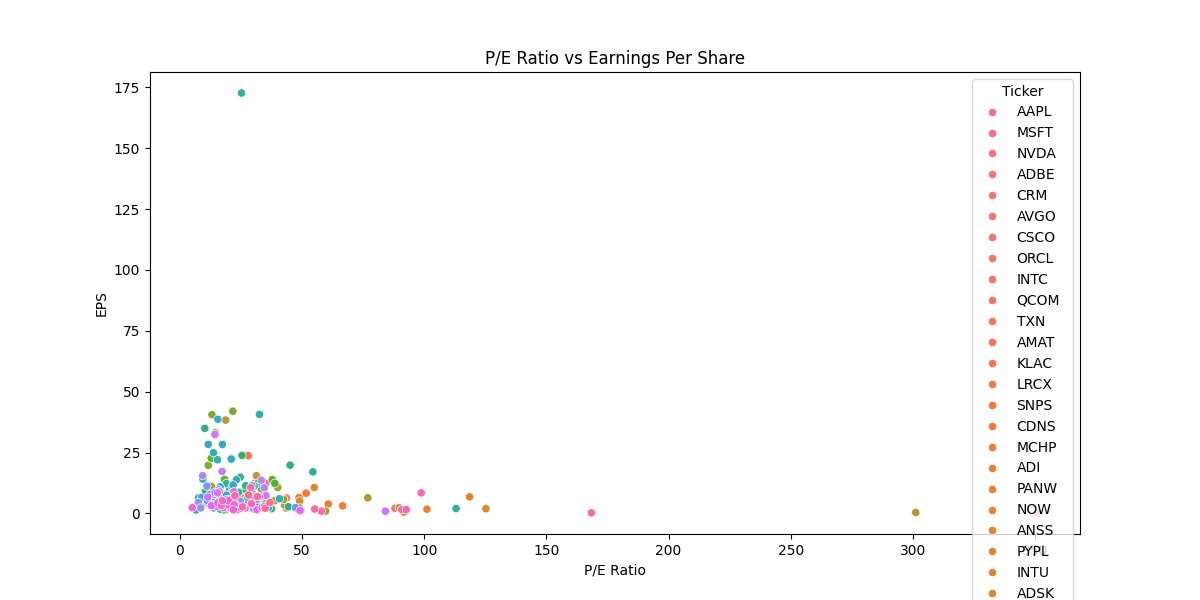 P/E Ratio vs Earnings Per Share
175
150
125
100
75
50
25
0
EPS
0
50
100
150
200
250
300
P/E Ratio
Ticker
AAPL
MSFT
NVDA
ADBE
CRM
AVGO
CSCO
ORCL
INTC
QCOM
TXN
AMAT
KLAC
LRCX
SNPS
CDNS
MCHP
ADI
PANW
NOW
ANSS
PYPL
INTU
ADSK